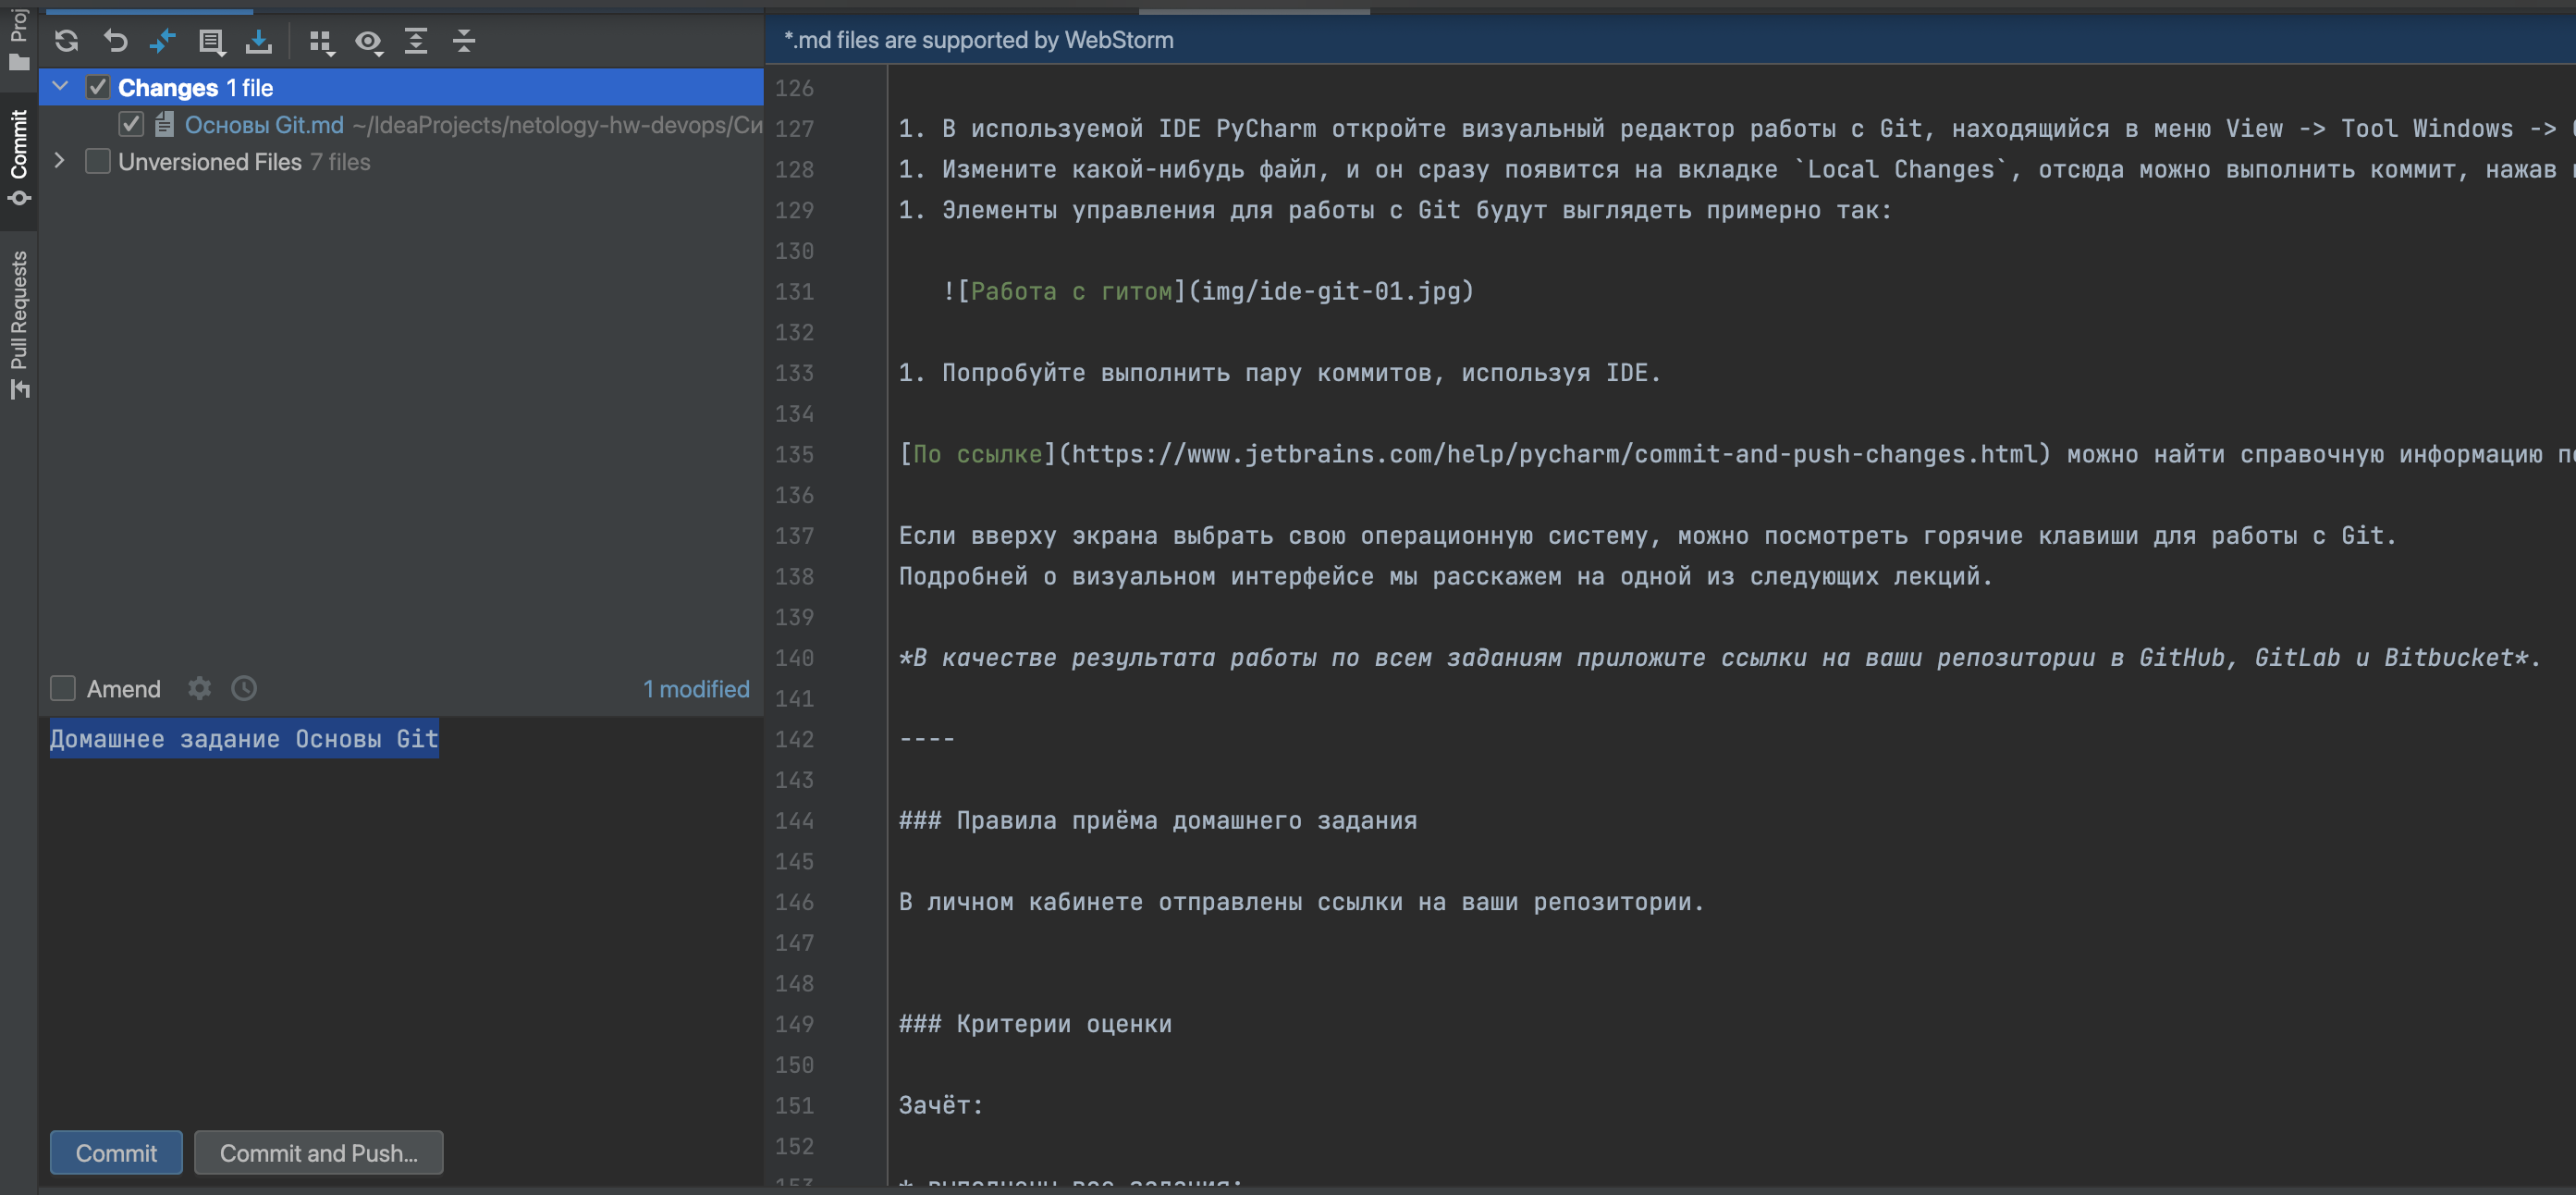 Proj
Commit
Pull Requests
Changes 1 file
Основы Git.md ~/IdeaProjects/netology-hw-devops/Си
Unversioned Files 7 files
Amend
1 modified
Домашнее задание Основы Git
Commit
Commit and Push...
*.md files are supported by WebStorm
126
127 1. В используемой IDE PyCharm откройте визуальный редактор работы с Git, находящийся в меню View -> Tool Windows ->
128 1. Измените какой-нибудь файл, и он сразу появится на вкладке `Local Changes`, отсюда можно выполнить коммит, нажав
129 1. Элементы управления для работы с Git будут выглядеть примерно так:
130
131 ![Работа с гитом](img/ide-git-01.jpg)
132
133 1. Попробуйте выполнить пару коммитов, используя IDE.
134
135 [По ссылке](https://www.jetbrains.com/help/pycharm/commit-and-push-changes.html) можно найти справочную информацию
136
137 Если вверху экрана выбрать свою операционную систему, можно посмотреть горячие клавиши для работы с Git.
138 Подробней о визуальном интерфейсе мы расскажем на одной из следующих лекций.
139
140 *В качестве результата работы по всем заданиям приложите ссылки на ваши репозитории в GitHub, GitLab и Bitbucket*.
141
142 ----
143
144 ### Правила приёма домашнего задания
145
146 В личном кабинете отправлены ссылки на ваши репозитории.
147
148
149 ### Критерии оценки
150
151 Зачёт:
152
153 * выполнены все задания;